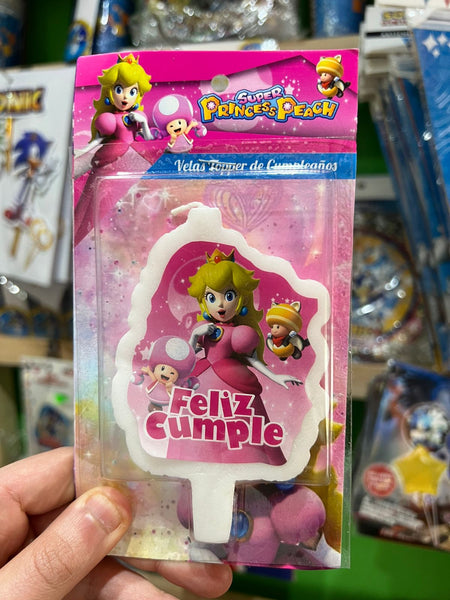 SUPER
PRINCESS PEACH
Velas Topper de Cumpleaños
Feliz
Cumple
SONIC